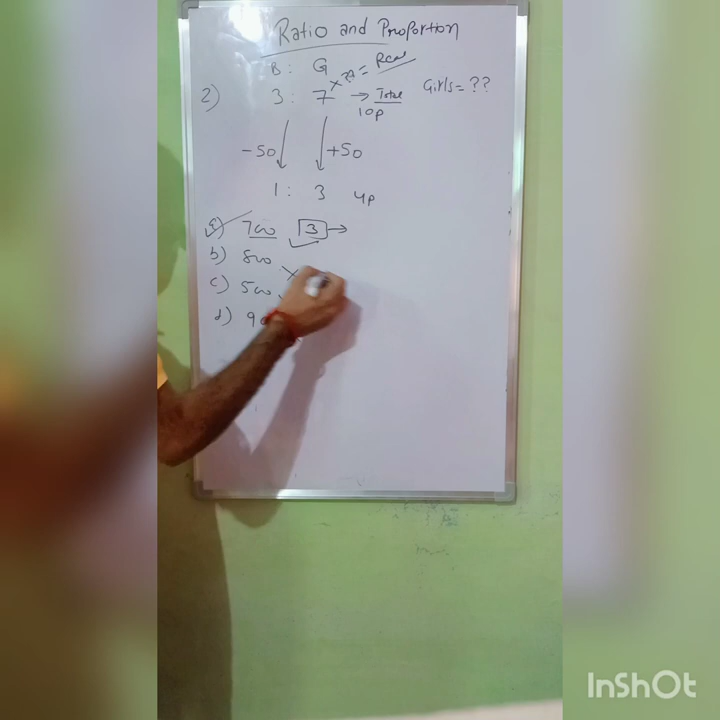 Ratio and Proportion
B : G × ?? = Real
2) 3 : 7 → Total Girls = ??
10p
-50 +50
1 : 3 4p
a) 700 3 →
b) 800 ×
c) 500
d) 9
InShOt